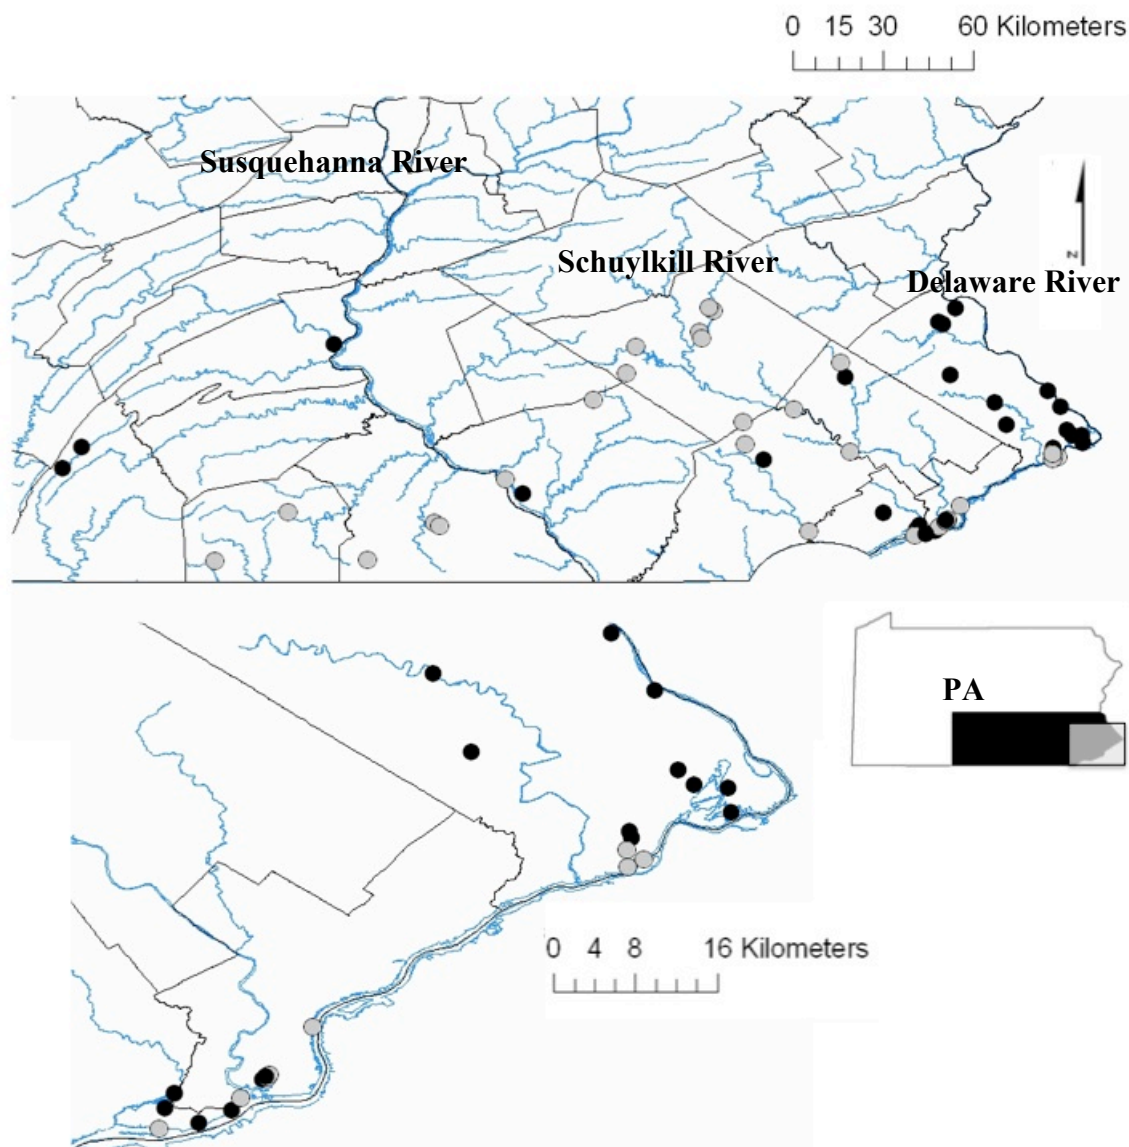 0 15 30 60 Kilometers
Susquehanna River
Schuylkill River
Delaware River
N
PA
0 4 8 16 Kilometers